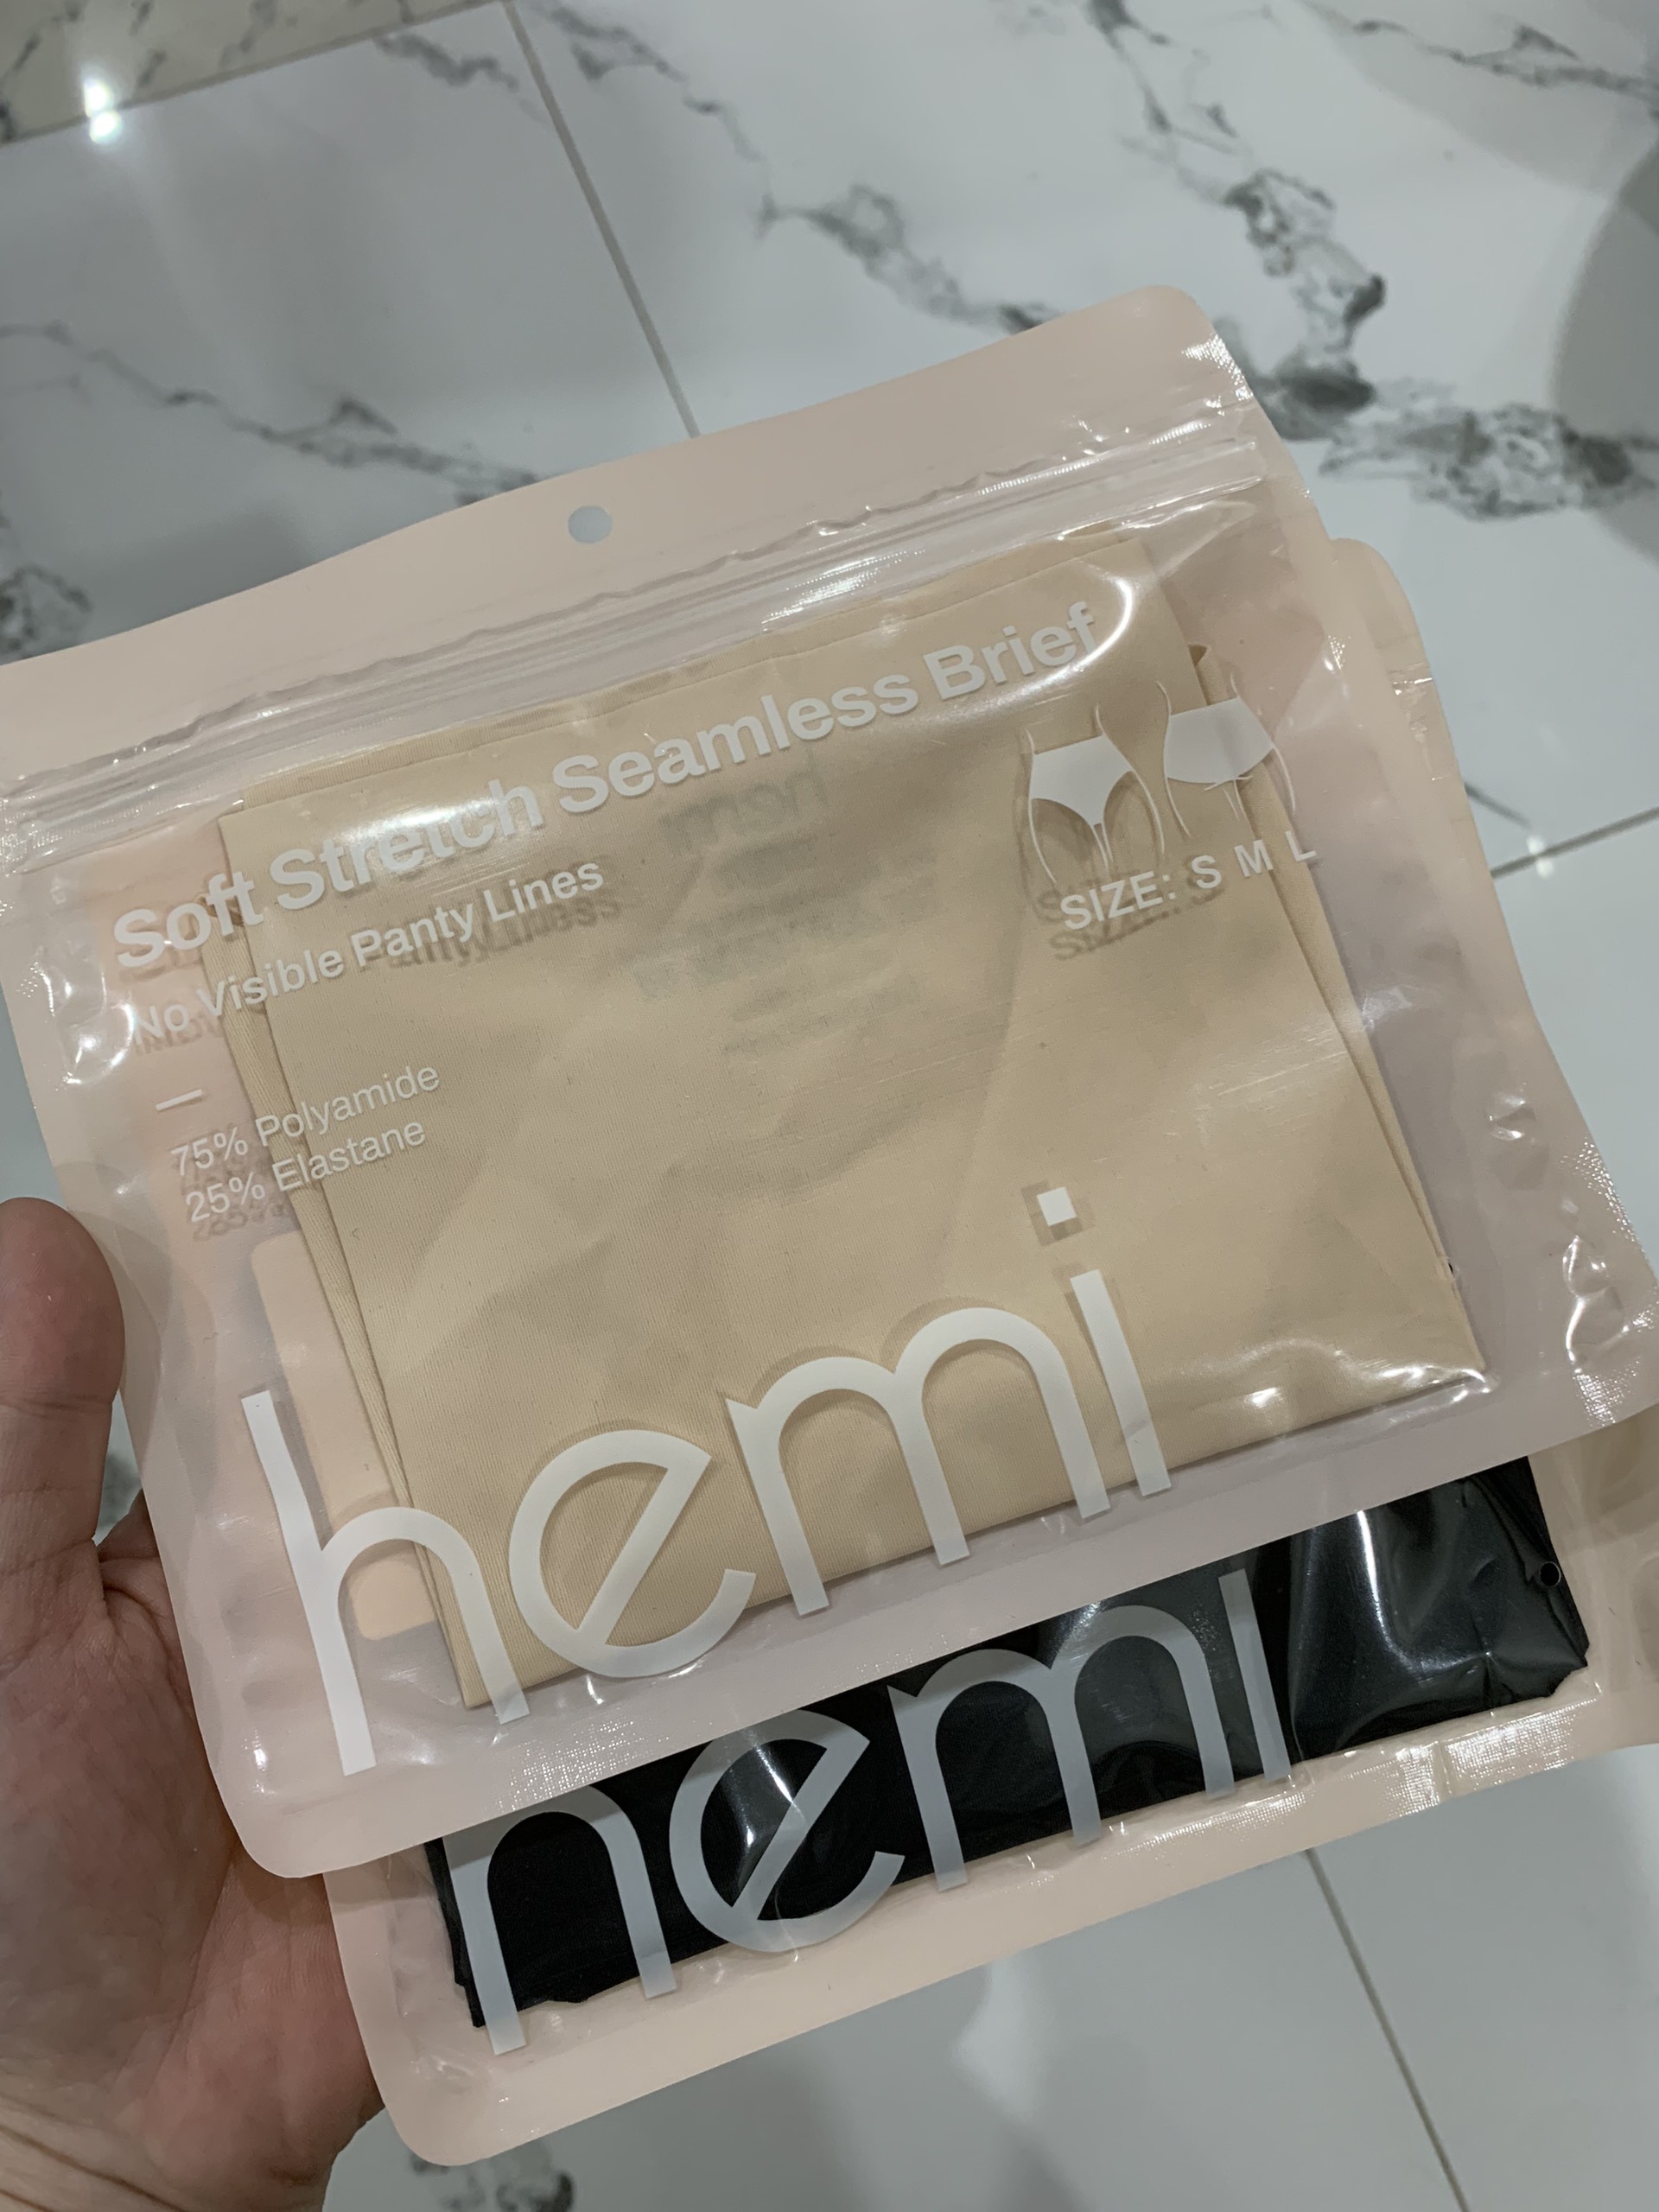 Soft Stretch Seamless Brief
No Visible Panty Lines
SIZE: S M L
—
75% Polyamide
25% Elastane
hemi
hemi